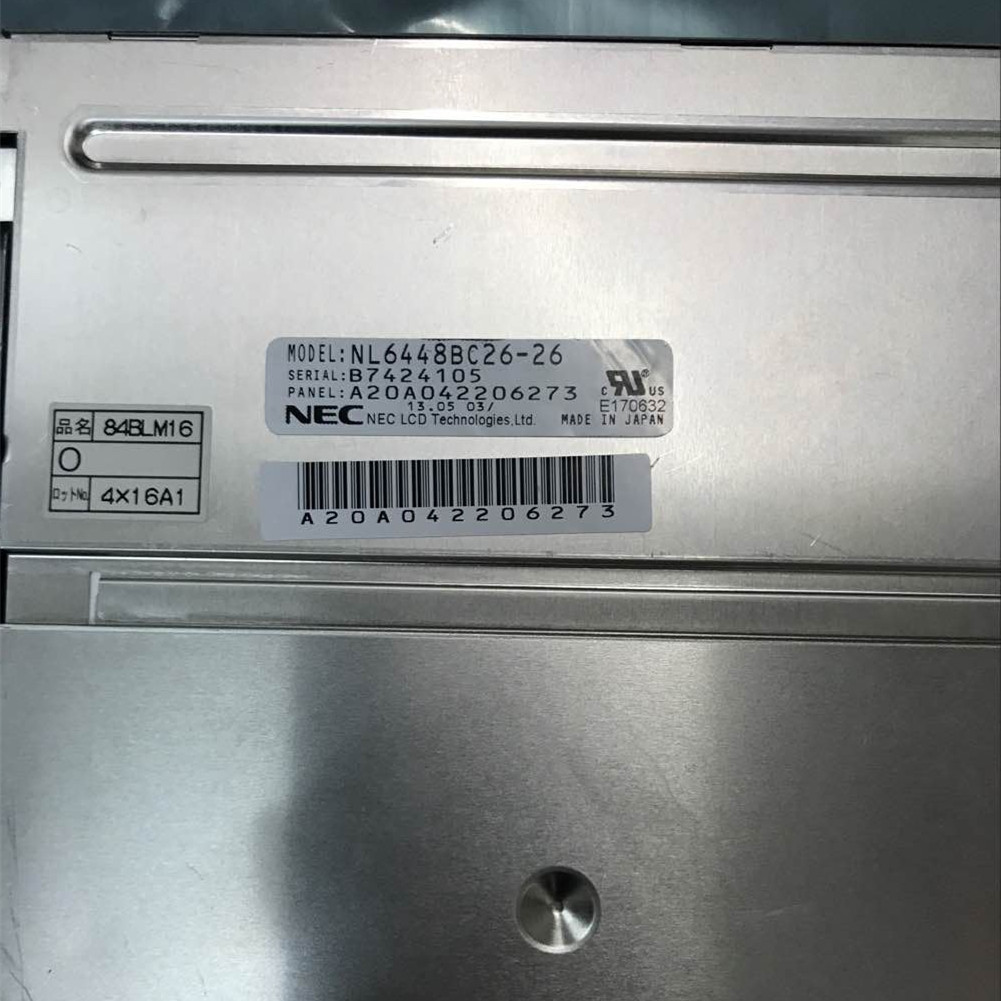 MODEL:NL6448BC26-26
SERIAL:B7424105
PANEL:A20A042206273
13.05 03/
NEC NEC LCD Technologies,Ltd.
c RU US
E170632
MADE IN JAPAN
品名 84BLM16
O
ロットNo. 4X16A1
A20A042206273